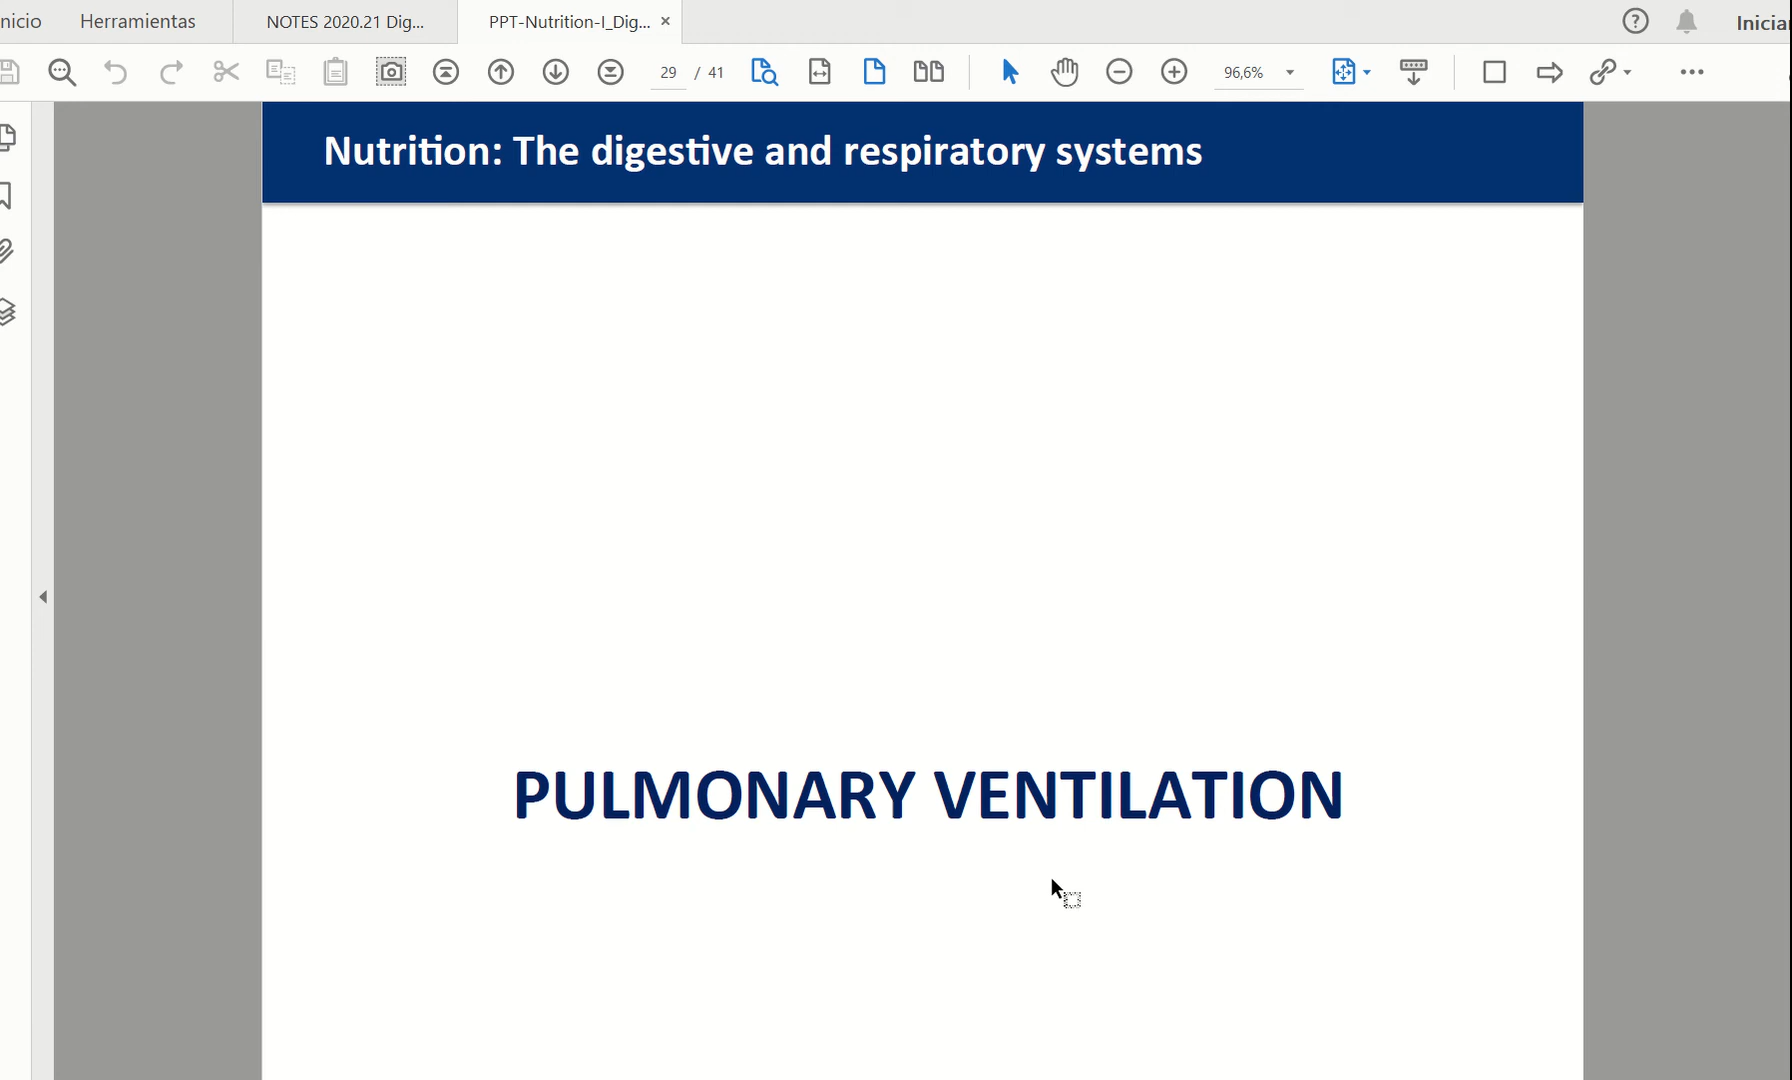 nicio Herramientas NOTES 2020.21 Dig... PPT-Nutrition-I_Dig... × Inicia
29 / 41 96,6%
Nutrition: The digestive and respiratory systems
PULMONARY VENTILATION